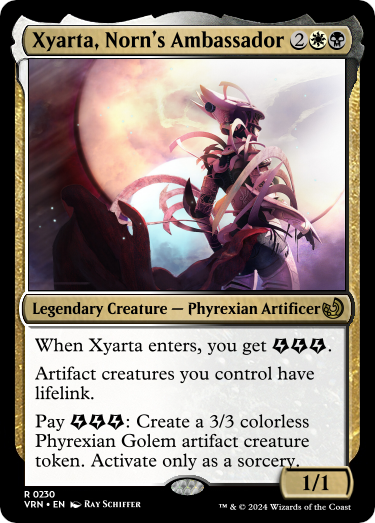 Xyarta, Norn's Ambassador 2
Legendary Creature — Phyrexian Artificer
When Xyarta enters, you get
Artifact creatures you control have
lifelink.
Pay : Create a 3/3 colorless
Phyrexian Golem artifact creature
token. Activate only as a sorcery.
1/1
R 0230
VRN • EN Ray Schiffer
™ & © 2024 Wizards of the Coast